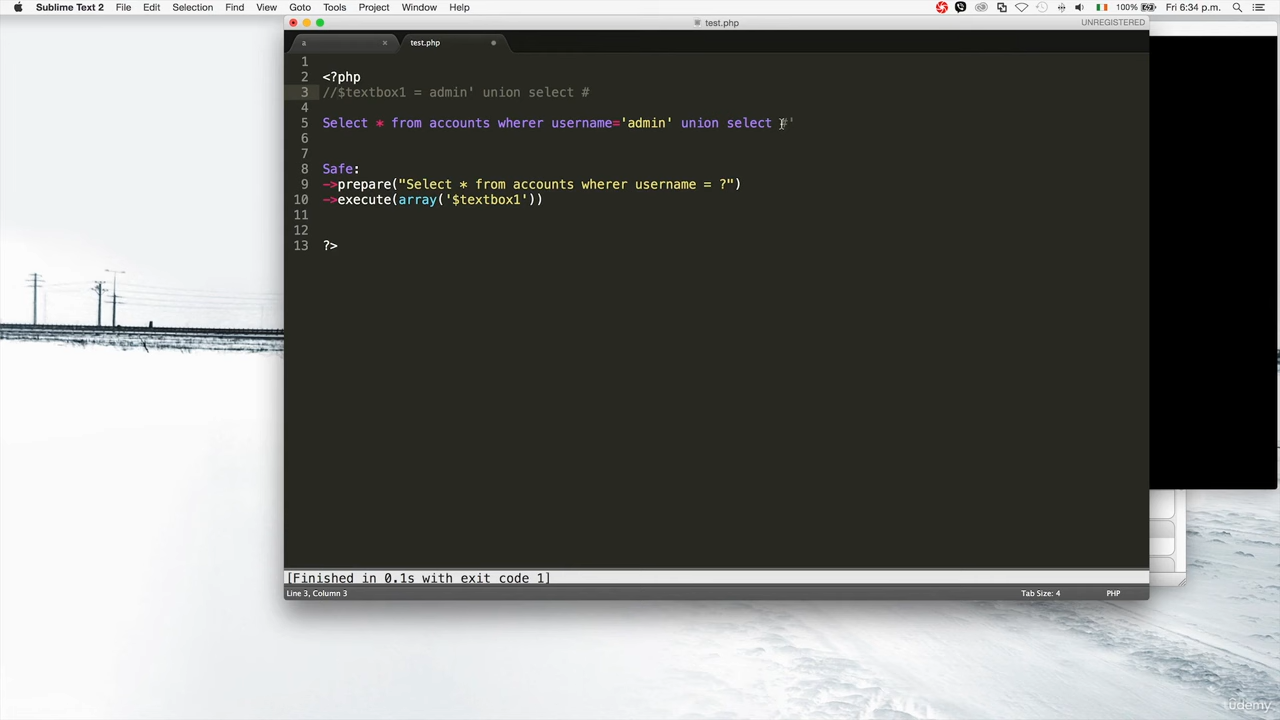 Sublime Text 2 File Edit Selection Find View Goto Tools Project Window Help 100% Fri 6:34 p.m.
test.php UNREGISTERED
a test.php
1
2 <?php
3 //$textbox1 = admin' union select #
4
5 Select * from accounts wherer username='admin' union select #'
6
7
8 Safe:
9 ->prepare("Select * from accounts wherer username = ?")
10 ->execute(array('$textbox1'))
11
12
13 ?>
[Finished in 0.1s with exit code 1]
Line 3, Column 3 Tab Size: 4 PHP
ûdemy